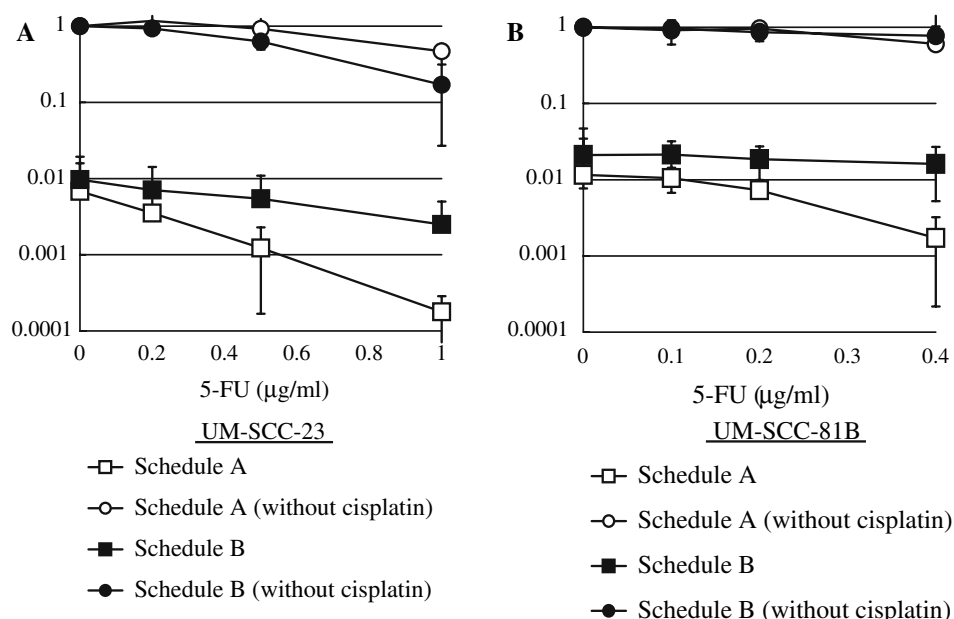 A
1
0.1
0.01
0.001
0.0001
0 0.2 0.4 0.6 0.8 1
5-FU (μg/ml)
UM-SCC-23
Schedule A
Schedule A (without cisplatin)
Schedule B
Schedule B (without cisplatin)
B
1
0.1
0.01
0.001
0.0001
0 0.1 0.2 0.3 0.4
5-FU (μg/ml)
UM-SCC-81B
Schedule A
Schedule A (without cisplatin)
Schedule B
Schedule B (without cisplatin)